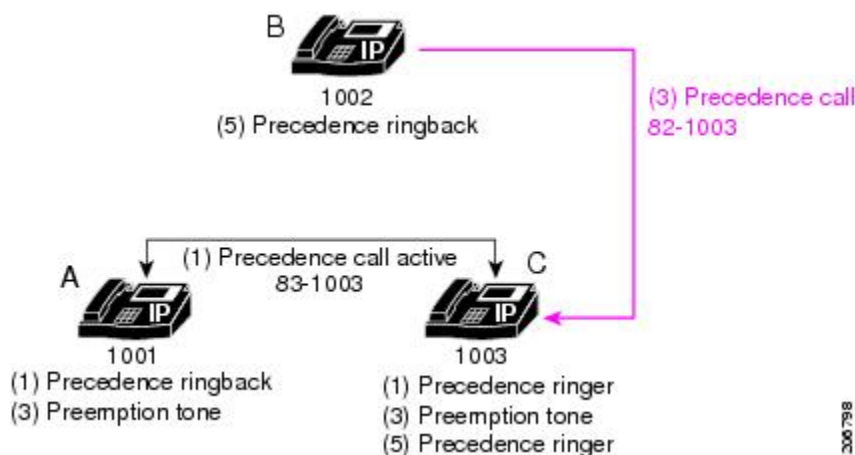 B
IP
1002
(5) Precedence ringback
(3) Precedence call
82-1003
(1) Precedence call active
83-1003
A
IP
1001
(1) Precedence ringback
(3) Preemption tone
C
IP
1003
(1) Precedence ringer
(3) Preemption tone
(5) Precedence ringer
206798